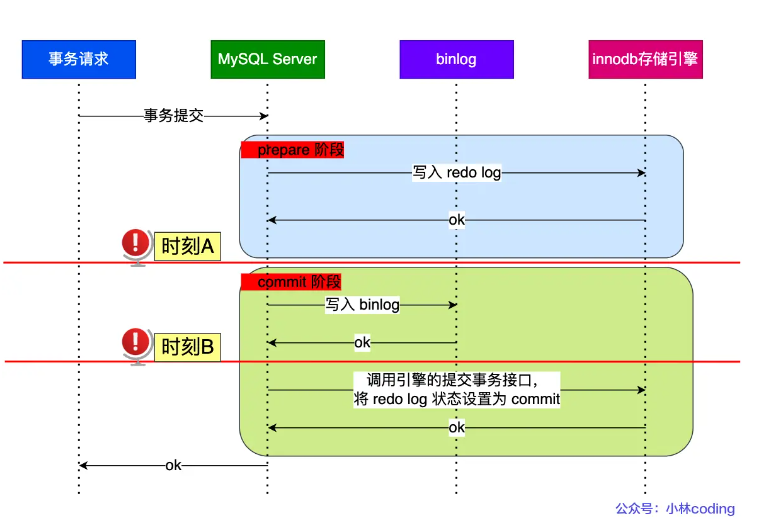 事务请求
MySQL Server
binlog
innodb存储引擎
事务提交
prepare 阶段
写入 redo log
ok
时刻A
commit 阶段
写入 binlog
ok
时刻B
调用引擎的提交事务接口，
将 redo log 状态设置为 commit
ok
ok
公众号：小林coding